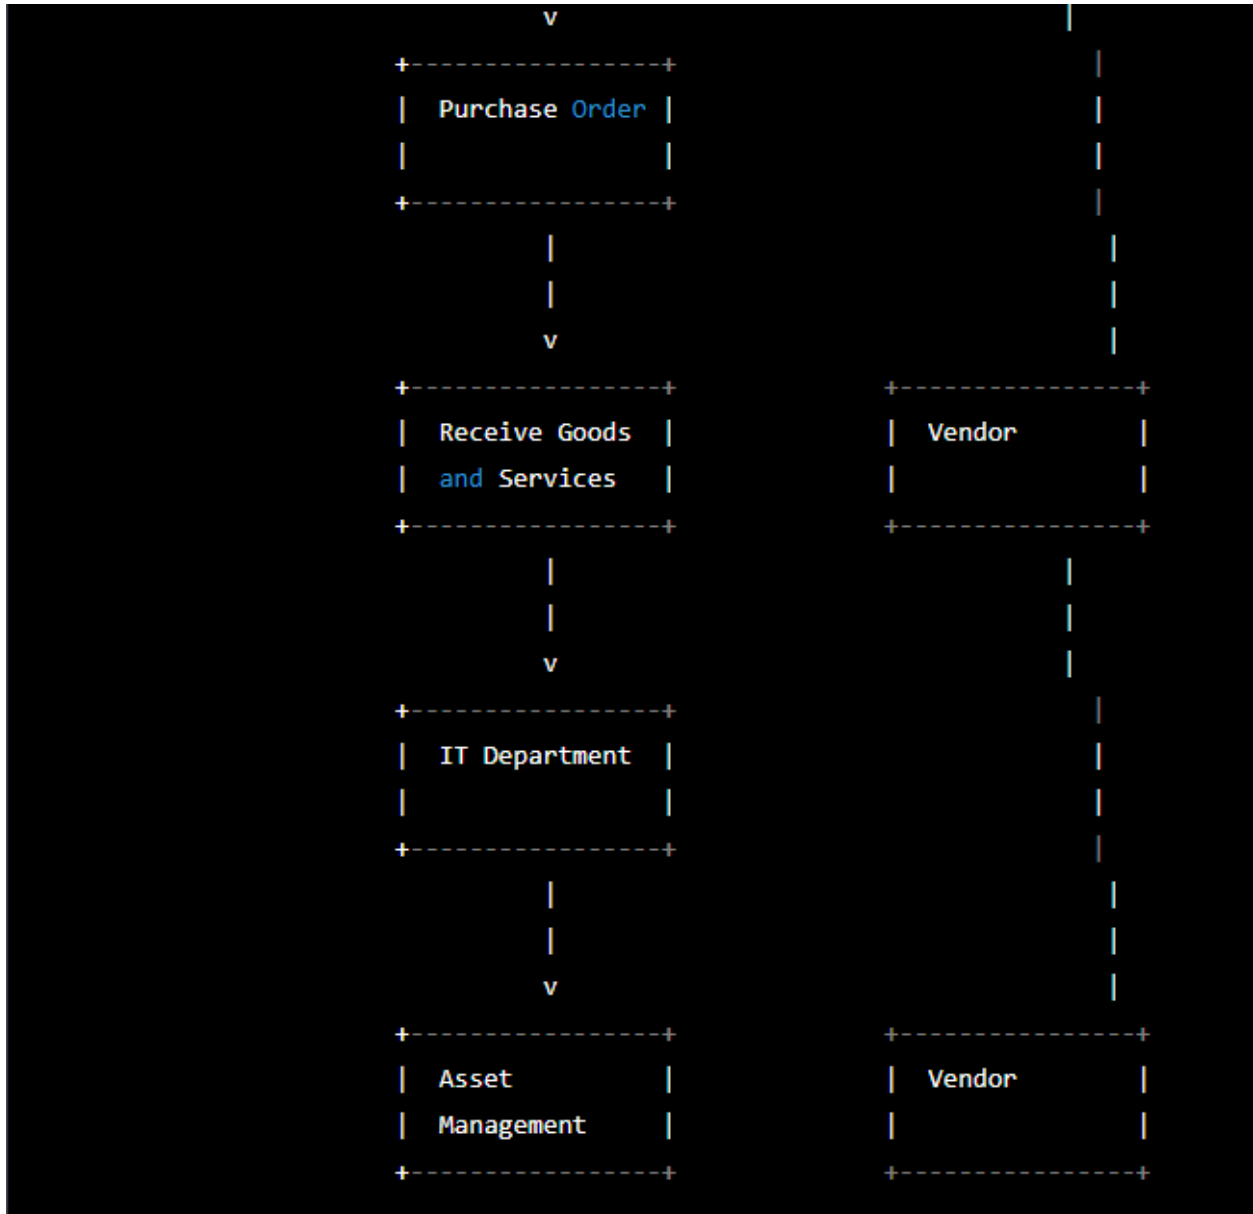 v |
+-----------------+ |
| Purchase Order | |
| | |
+-----------------+ |
| |
| |
v |
+-----------------+ +----------------+
| Receive Goods | | Vendor |
| and Services | | |
+-----------------+ +----------------+
| |
| |
v |
+-----------------+ |
| IT Department | |
| | |
+-----------------+ |
| |
| |
v |
+-----------------+ +----------------+
| Asset | | Vendor |
| Management | | |
+-----------------+ +----------------+